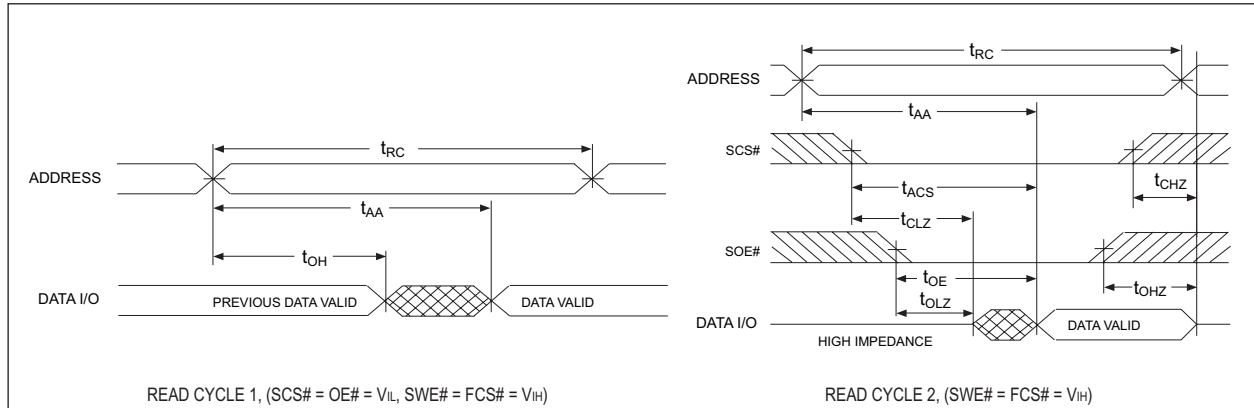 tRC
ADDRESS
tAA
tOH
DATA I/O
PREVIOUS DATA VALID
DATA VALID
READ CYCLE 1, (SCS# = OE# = VIL, SWE# = FCS# = VIH)
tRC
ADDRESS
tAA
SCS#
tCHZ
tACS
tCLZ
SOE#
tOE
tOHZ
tOLZ
DATA I/O
HIGH IMPEDANCE
DATA VALID
READ CYCLE 2, (SWE# = FCS# = VIH)